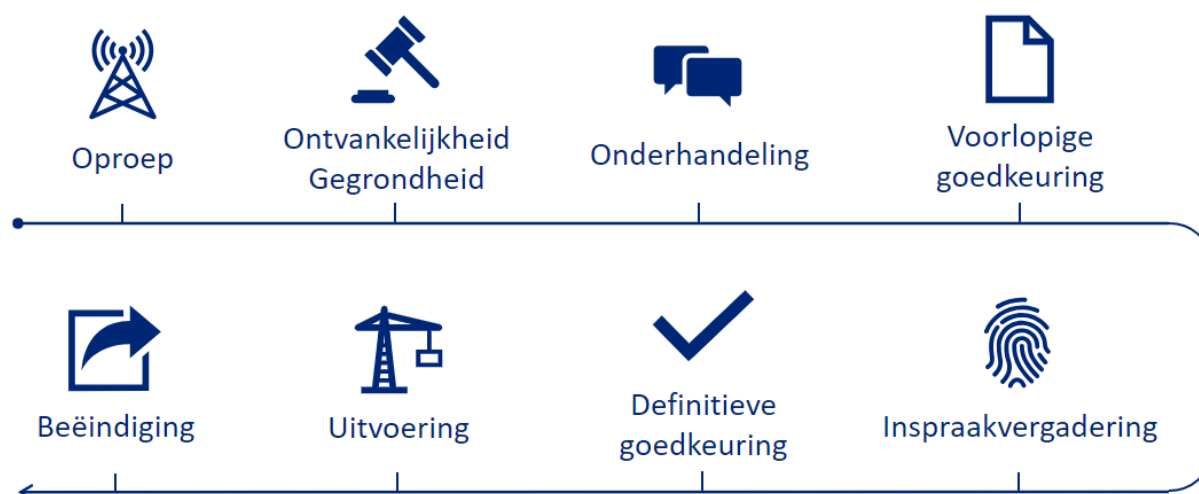 Oproep
Ontvankelijkheid
Gegrondheid
Onderhandeling
Voorlopige
goedkeuring
Inspraakvergadering
Definitieve
goedkeuring
Uitvoering
Beëindiging